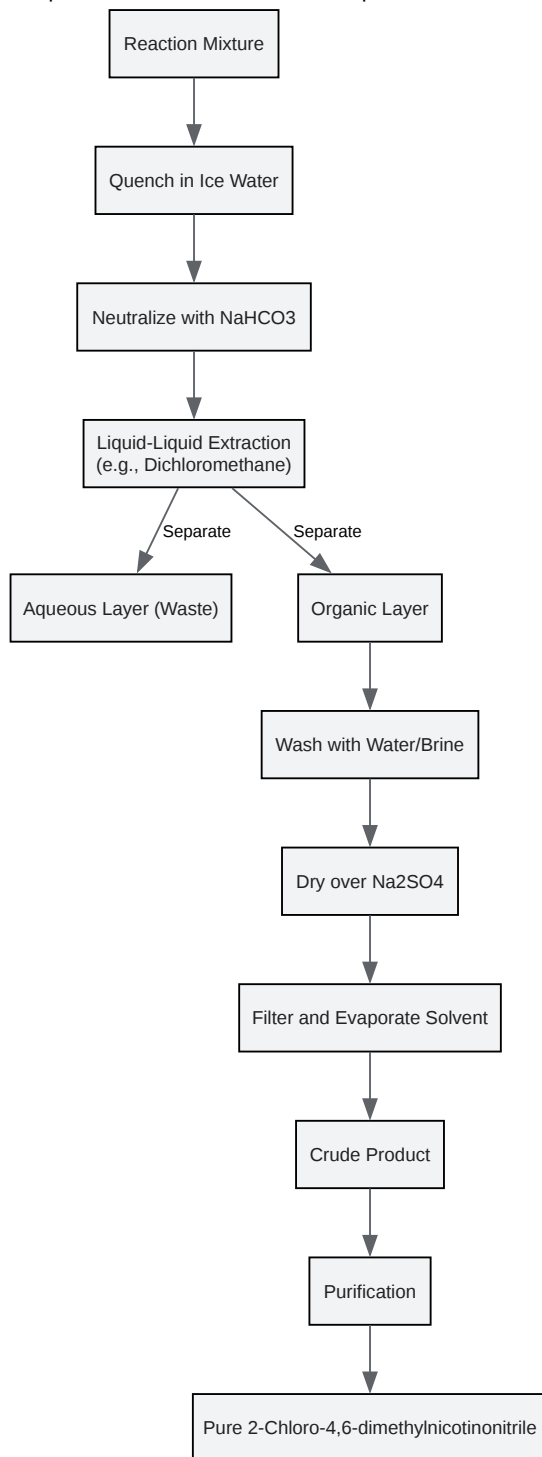 Reaction Mixture
Quench in Ice Water
Neutralize with NaHCO3
Liquid-Liquid Extraction
(e.g., Dichloromethane)
Separate
Separate
Aqueous Layer (Waste)
Organic Layer
Wash with Water/Brine
Dry over Na2SO4
Filter and Evaporate Solvent
Crude Product
Purification
Pure 2-Chloro-4,6-dimethylnicotinonitrile